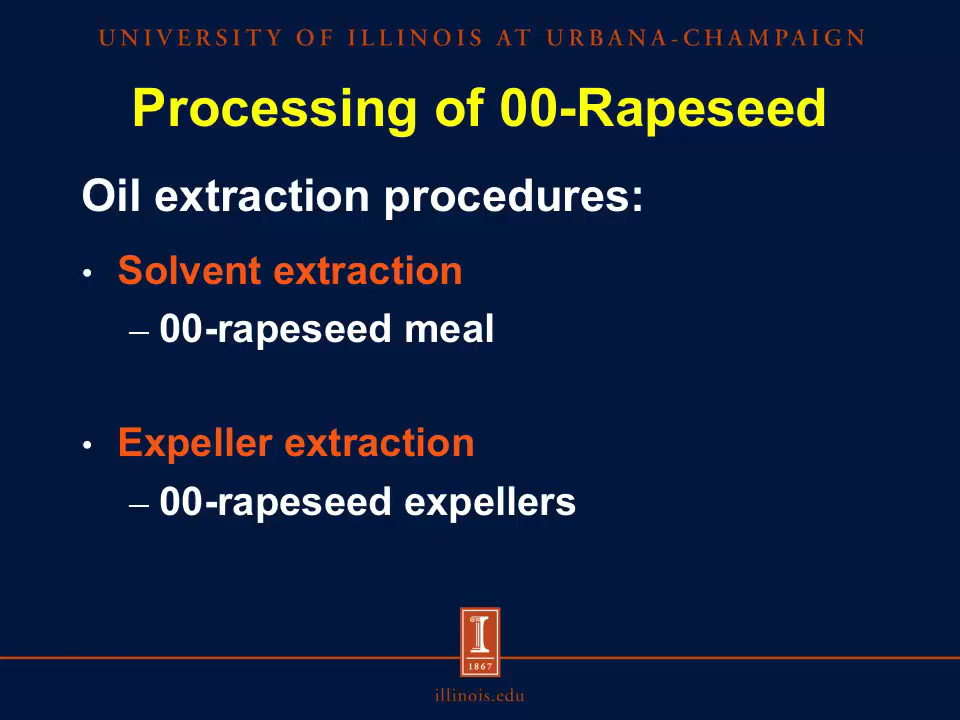 UNIVERSITY OF ILLINOIS AT URBANA-CHAMPAIGN
Processing of 00-Rapeseed
Oil extraction procedures:
• Solvent extraction
– 00-rapeseed meal
• Expeller extraction
– 00-rapeseed expellers
I
1867
illinois.edu